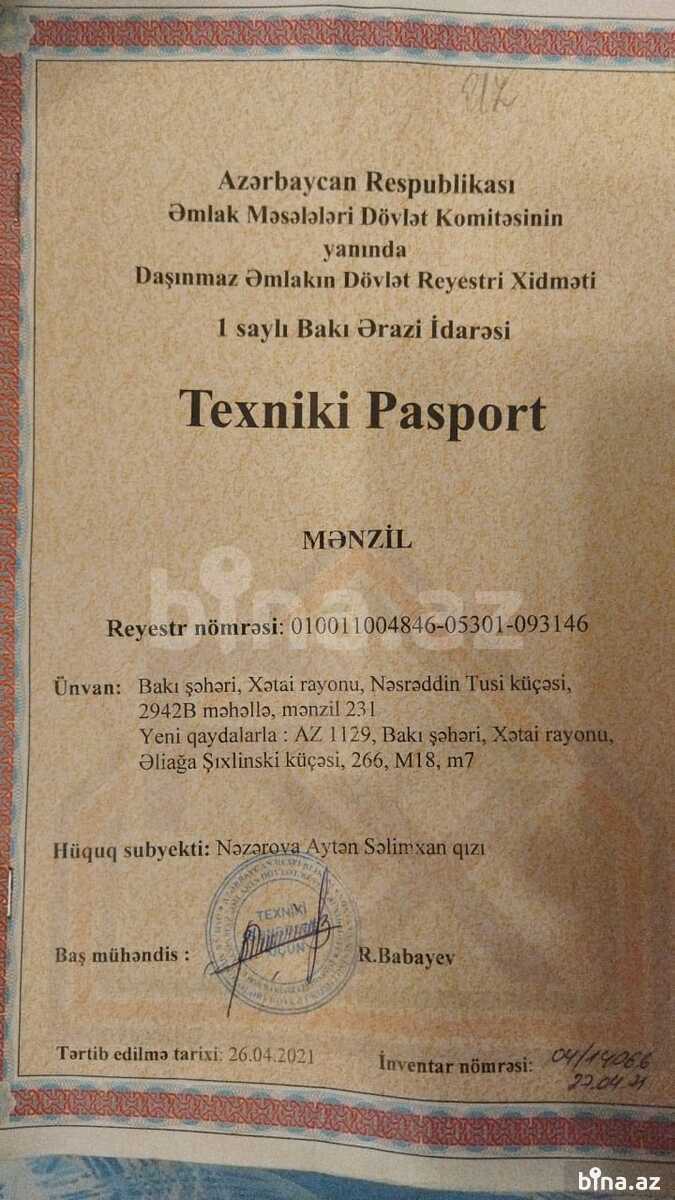 217
Azərbaycan Respublikası
Əmlak Məsələləri Dövlət Komitəsinin
yanında
Daşınmaz Əmlakın Dövlət Reyestri Xidməti
1 saylı Bakı Ərazi İdarəsi
Texniki Pasport
MƏNZİL
bina.az
Reyestr nömrəsi: 010011004846-05301-093146
Ünvan: Bakı şəhəri, Xətai rayonu, Nəsrəddin Tusi küçəsi,
2942B məhəllə, mənzil 231
Yeni qaydalarla : AZ 1129, Bakı şəhəri, Xətai rayonu,
Əliağa Şıxlinski küçəsi, 266, M18, m7
Hüquq subyekti: Nəzərova Aytən Səlimxan qızı
TEXNİKİ
ÜÇÜN
Baş mühəndis : R.Babayev
Tərtib edilmə tarixi: 26.04.2021
İnventar nömrəsi: 04/14066
27.04.21
bina.az